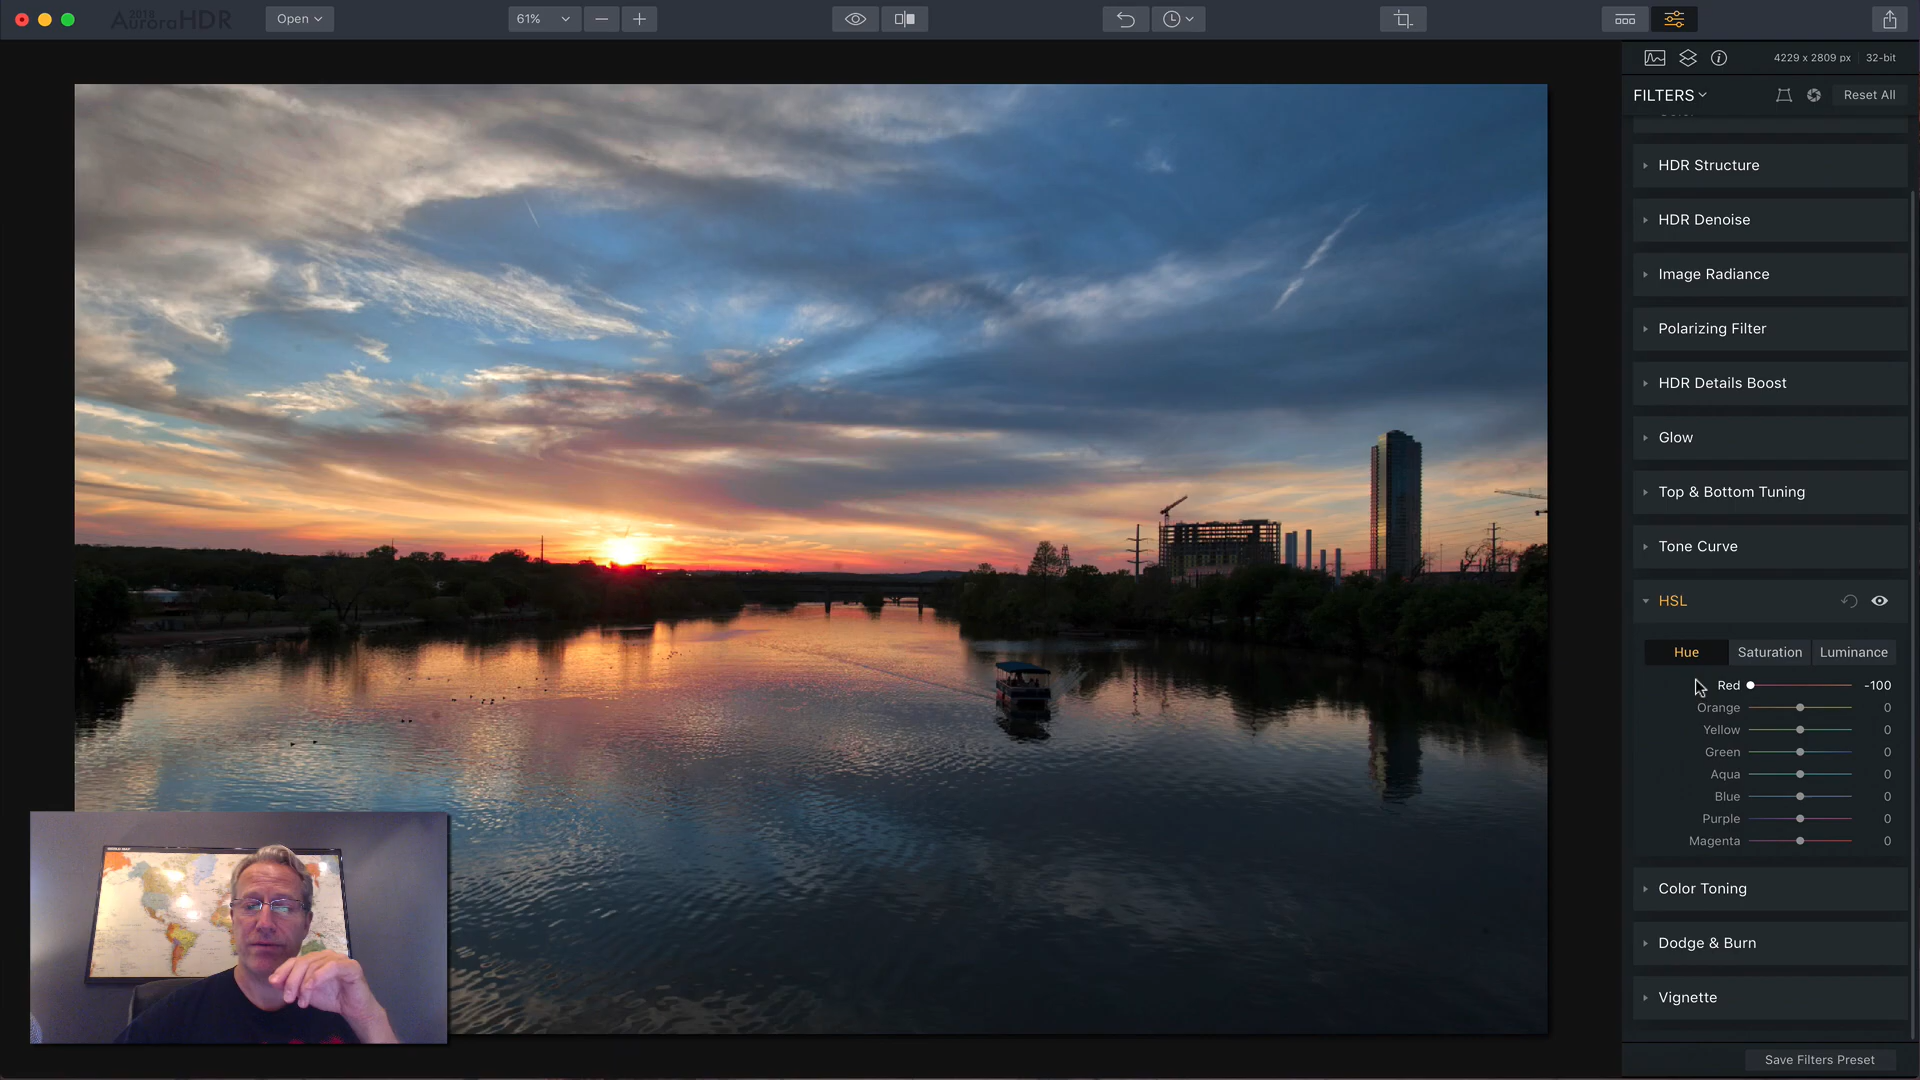 2018
AuroraHDR
Open
61%
4229 x 2809 px
32-bit
FILTERS
Reset All
HDR Structure
HDR Denoise
Image Radiance
Polarizing Filter
HDR Details Boost
Glow
Top & Bottom Tuning
Tone Curve
HSL
Hue Saturation Luminance
Red -100
Orange 0
Yellow 0
Green 0
Aqua 0
Blue 0
Purple 0
Magenta 0
Color Toning
Dodge & Burn
Vignette
Save Filters Preset